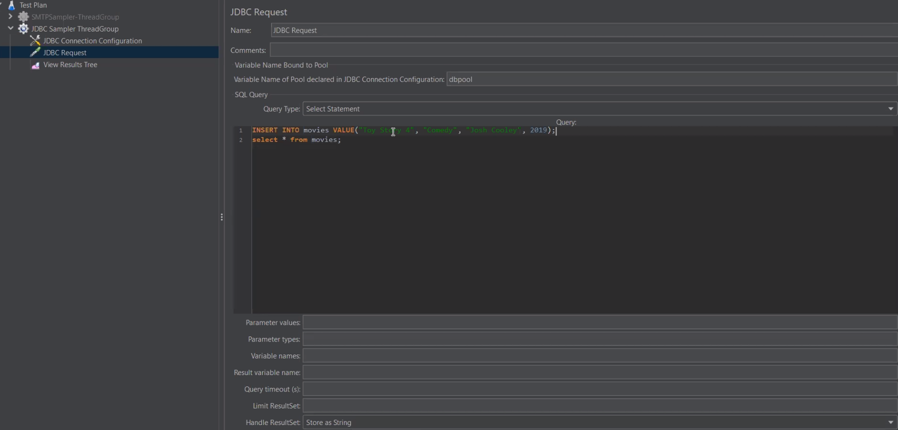 Test Plan
SMTPSampler-ThreadGroup
JDBC Sampler ThreadGroup
JDBC Connection Configuration
JDBC Request
View Results Tree
JDBC Request
Name: JDBC Request
Comments:
Variable Name Bound to Pool
Variable Name of Pool declared in JDBC Connection Configuration: dbpool
SQL Query
Query Type: Select Statement
Query:
1 INSERT INTO movies VALUE("Toy Story 4", "Comedy", "Josh Cooley", 2019);
2 select * from movies;
Parameter values:
Parameter types:
Variable names:
Result variable name:
Query timeout (s):
Limit ResultSet:
Handle ResultSet: Store as String